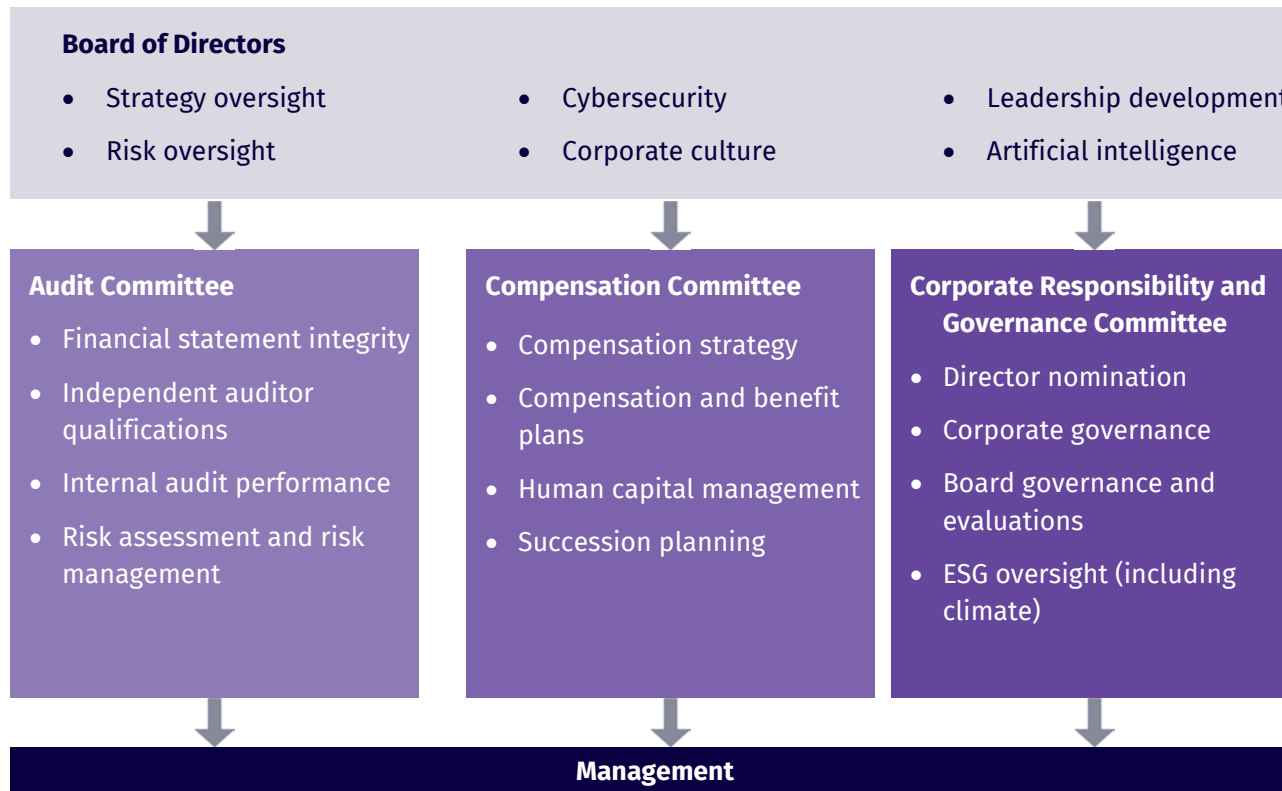 Board of Directors
• Strategy oversight
• Risk oversight
• Cybersecurity
• Corporate culture
• Leadership development
• Artificial intelligence
Audit Committee
• Financial statement integrity
• Independent auditor
qualifications
• Internal audit performance
• Risk assessment and risk
management
Compensation Committee
• Compensation strategy
• Compensation and benefit
plans
• Human capital management
• Succession planning
Corporate Responsibility and
Governance Committee
• Director nomination
• Corporate governance
• Board governance and
evaluations
• ESG oversight (including
climate)
Management